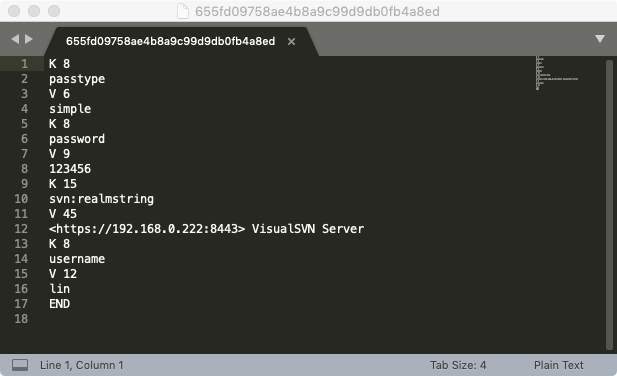 655fd09758ae4b8a9c99d9db0fb4a8ed
655fd09758ae4b8a9c99d9db0fb4a8ed ×
1 K 8
2 passtype
3 V 6
4 simple
5 K 8
6 password
7 V 9
8 123456
9 K 15
10 svn:realmstring
11 V 45
12 <https://192.168.0.222:8443> VisualSVN Server
13 K 8
14 username
15 V 12
16 lin
17 END
18
Line 1, Column 1 Tab Size: 4 Plain Text